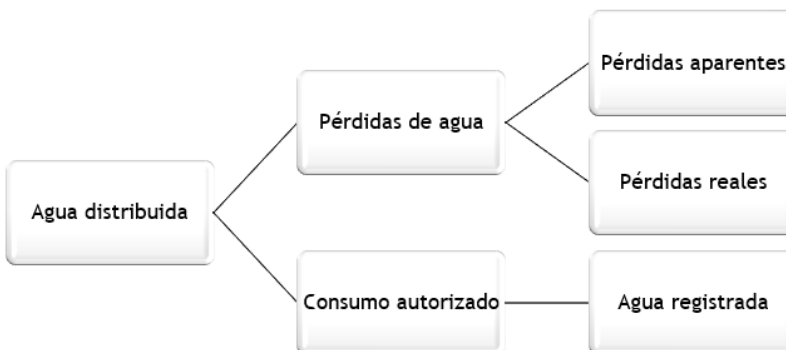 Pérdidas aparentes
Pérdidas de agua
Pérdidas reales
Agua distribuida
Consumo autorizado
Agua registrada